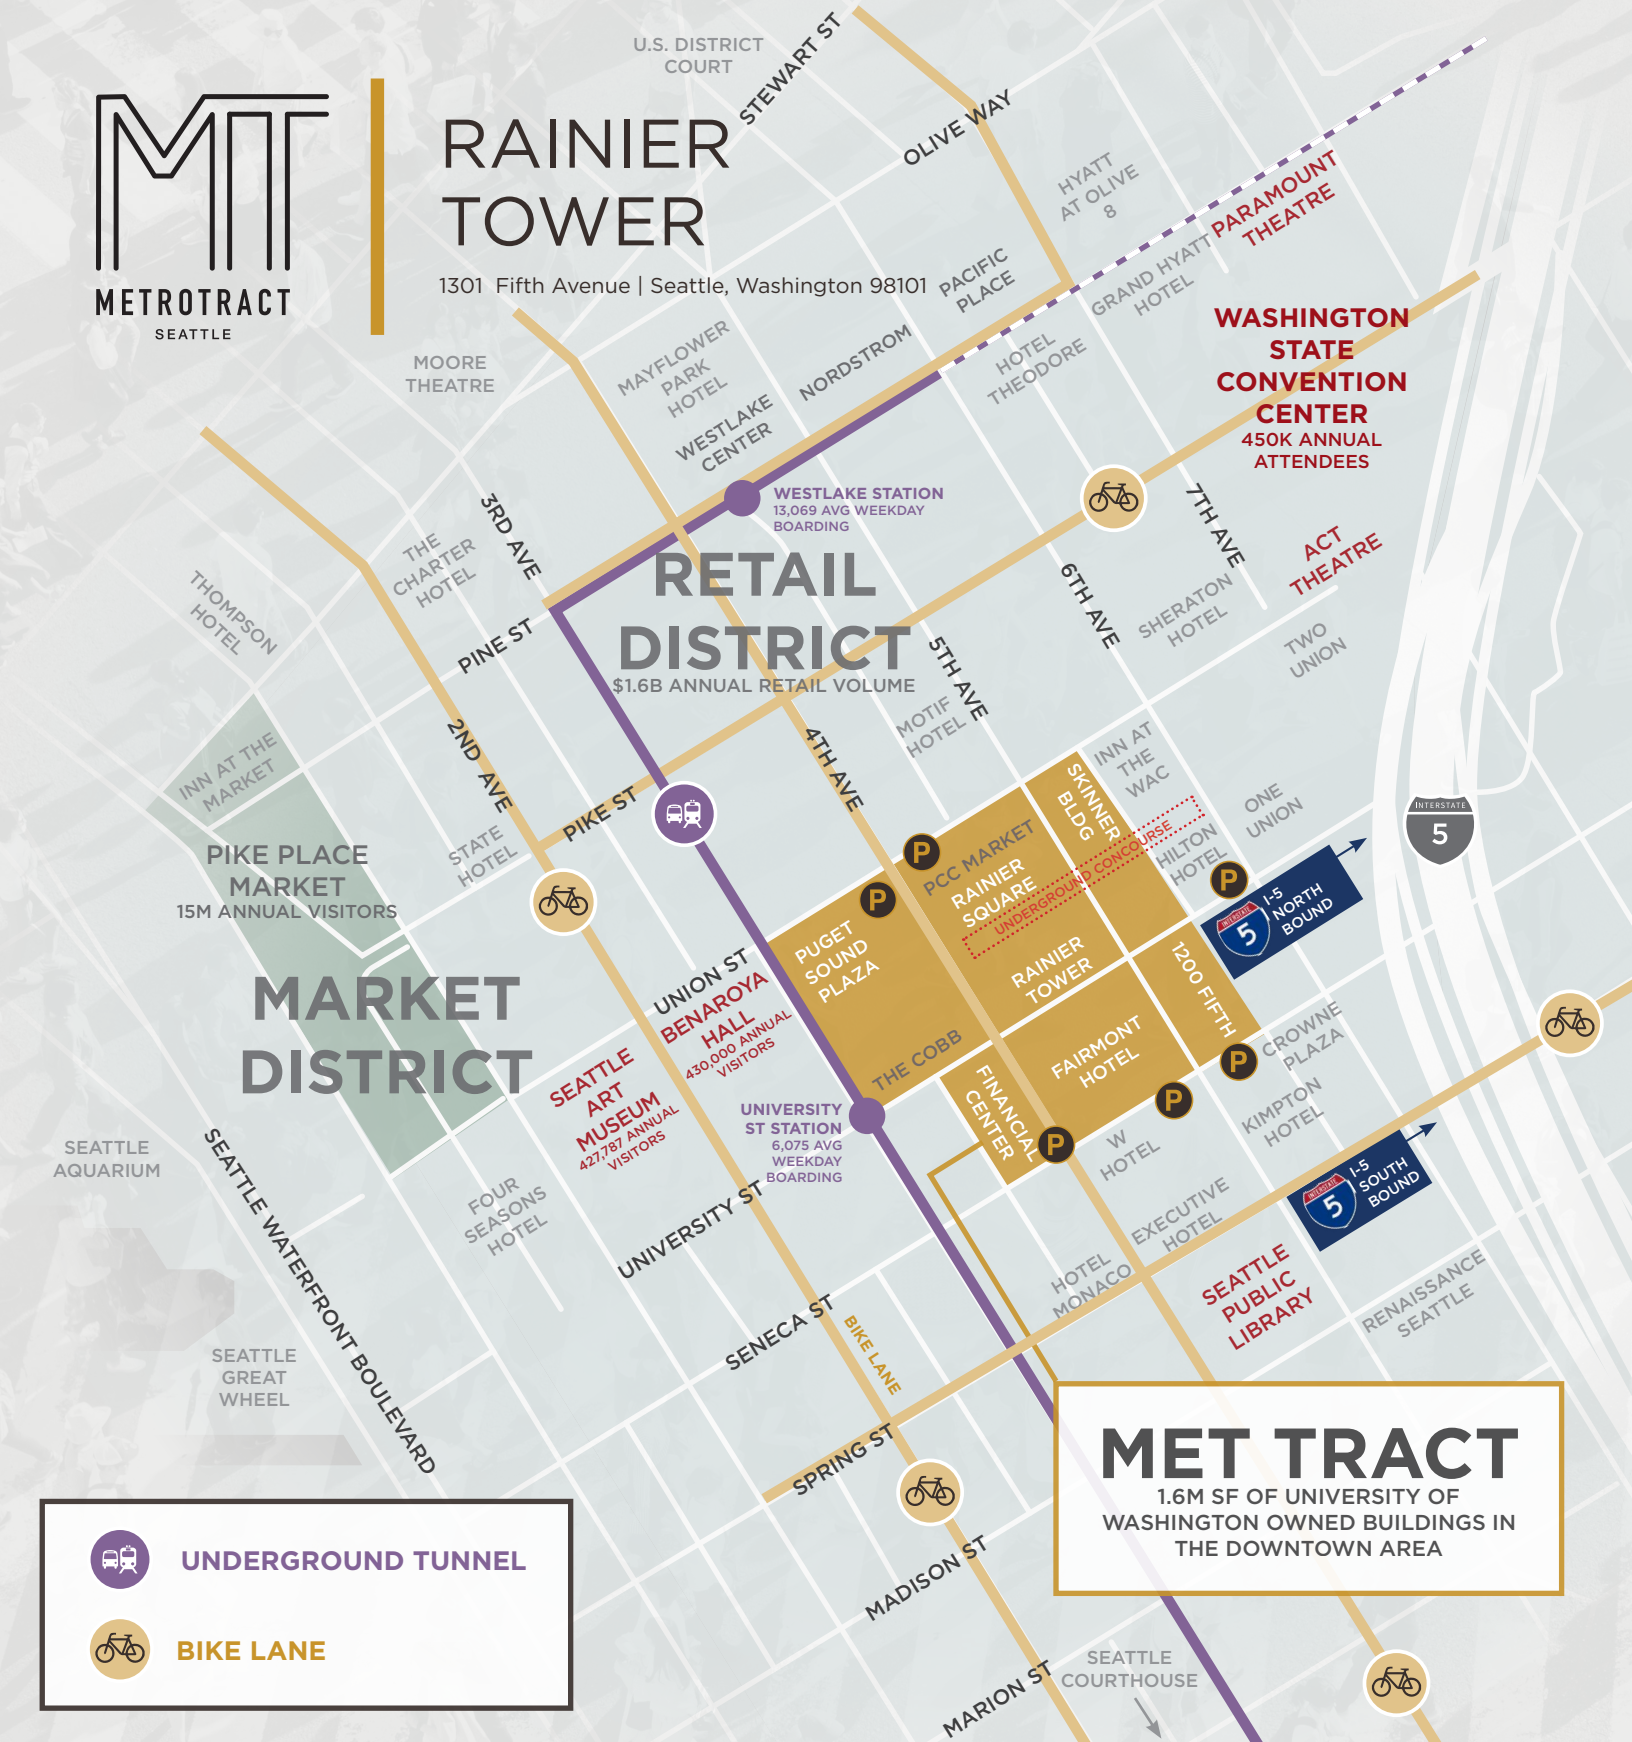 U.S. DISTRICT
COURT
STEWART ST
OLIVE WAY
METROTRACT
SEATTLE
RAINIER
TOWER
1301 Fifth Avenue | Seattle, Washington 98101
HYATT
AT OLIVE
8
PARAMOUNT
THEATRE
PACIFIC
PLACE
GRAND HYATT
HOTEL
WASHINGTON
STATE
CONVENTION
CENTER
450K ANNUAL
ATTENDEES
MOORE
THEATRE
MAYFLOWER
PARK
HOTEL
NORDSTROM
HOTEL
THEODORE
WESTLAKE
CENTER
WESTLAKE STATION
13,069 AVG WEEKDAY
BOARDING
3RD AVE
7TH AVE
ACT
THEATRE
THE
CHARTER
HOTEL
THOMPSON
HOTEL
PINE ST
RETAIL
DISTRICT
$1.6B ANNUAL RETAIL VOLUME
6TH AVE
SHERATON
HOTEL
TWO
UNION
5TH AVE
MOTIF
HOTEL
2ND AVE
4TH AVE
INN AT THE
MARKET
PIKE ST
INN AT
THE
WAC
SKINNER
BLDG
ONE
UNION
INTERSTATE
5
STATE
HOTEL
PIKE PLACE
MARKET
15M ANNUAL VISITORS
P
P
PCC MARKET
RAINIER
SQUARE
UNDERGROUND CONCOURSE
HILTON
HOTEL
P
INTERSTATE
5
I-5
NORTH
BOUND
PUGET
SOUND
PLAZA
RAINIER
TOWER
1200 FIFTH
MARKET
DISTRICT
UNION ST
BENAROYA
HALL
430,000 ANNUAL
VISITORS
THE COBB
FAIRMONT
HOTEL
CROWNE
PLAZA
P
SEATTLE
ART
MUSEUM
427,787 ANNUAL
VISITORS
FINANCIAL
CENTER
P
P
KIMPTON
HOTEL
UNIVERSITY
ST STATION
6,075 AVG
WEEKDAY
BOARDING
W
HOTEL
SEATTLE
AQUARIUM
SEATTLE WATERFRONT BOULEVARD
FOUR
SEASONS
HOTEL
UNIVERSITY ST
EXECUTIVE
HOTEL
INTERSTATE
5
I-5
SOUTH
BOUND
HOTEL
MONACO
SEATTLE
PUBLIC
LIBRARY
RENAISSANCE
SEATTLE
SENECA ST
BIKE LANE
SEATTLE
GREAT
WHEEL
SPRING ST
MET TRACT
1.6M SF OF UNIVERSITY OF
WASHINGTON OWNED BUILDINGS IN
THE DOWNTOWN AREA
UNDERGROUND TUNNEL
BIKE LANE
MADISON ST
MARION ST
SEATTLE
COURTHOUSE